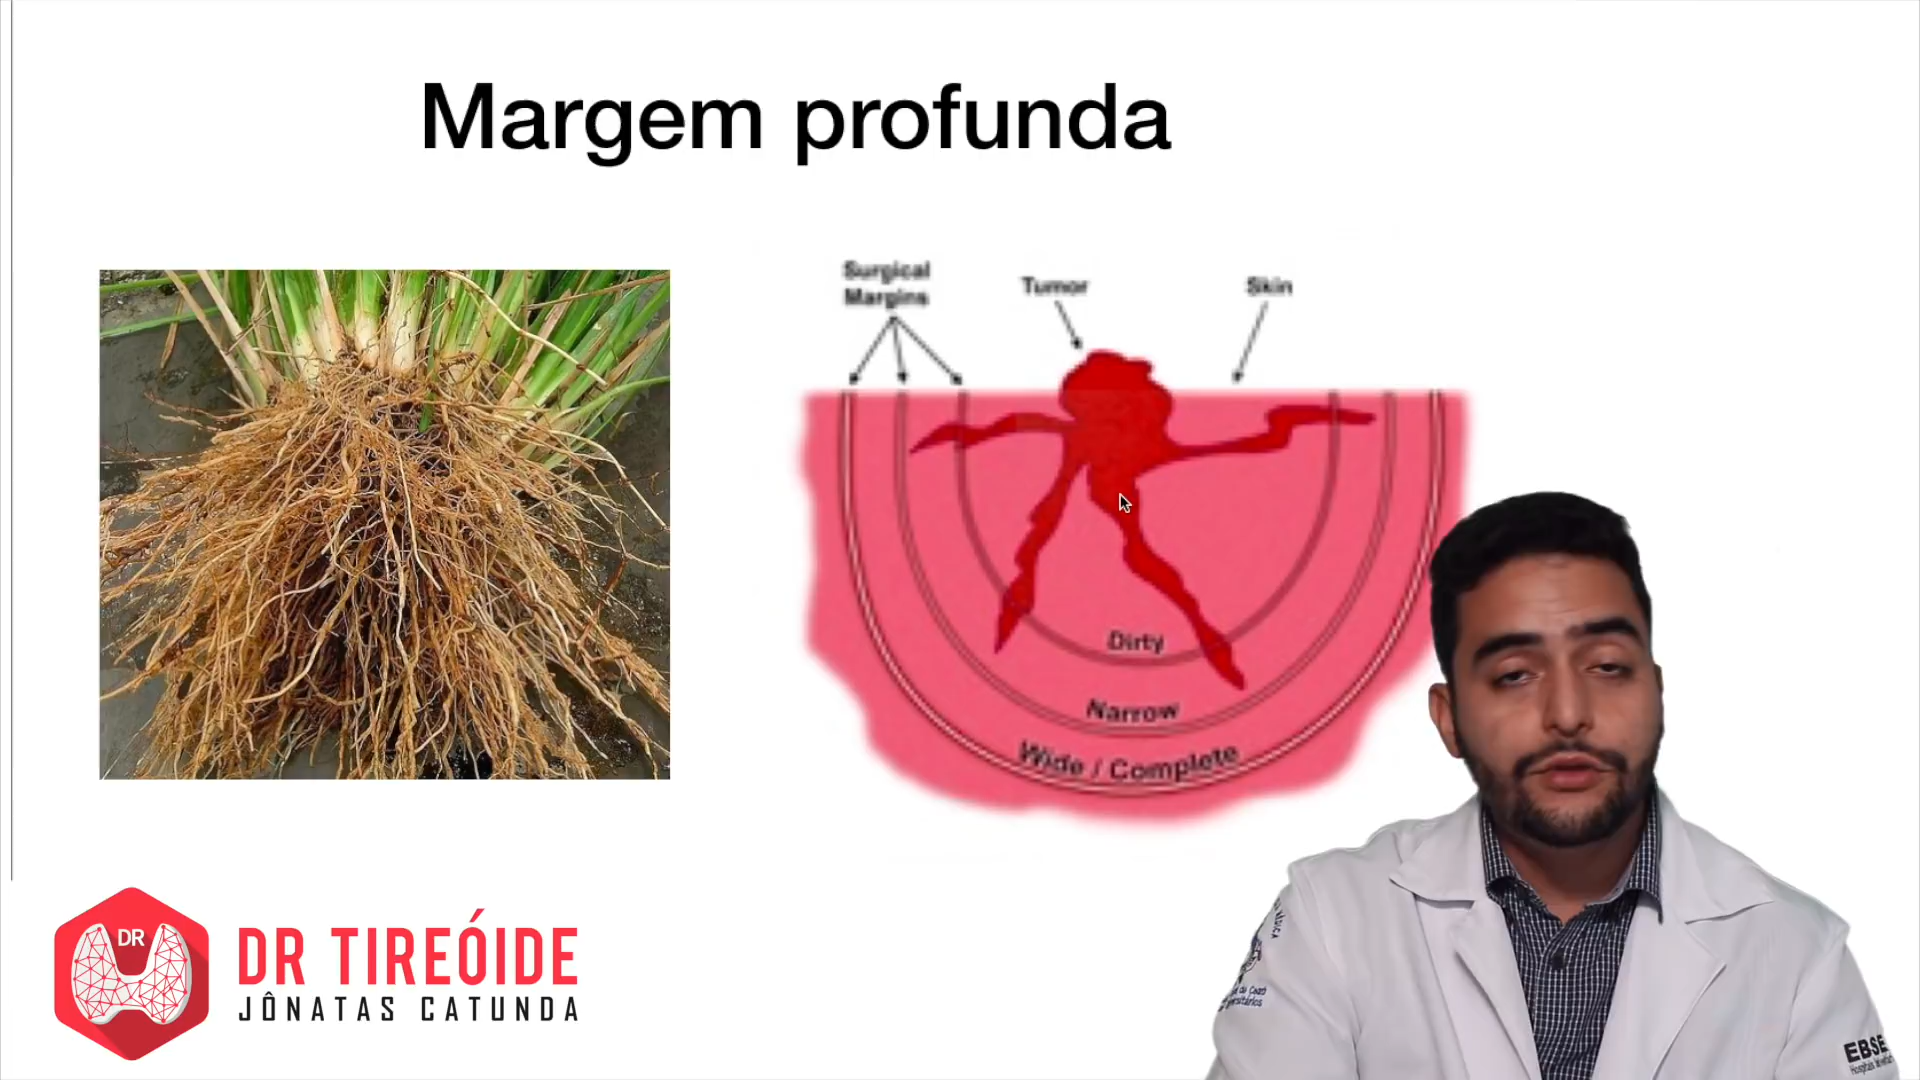 Margem profunda
Surgical
Margins
Tumor
Skin
Dirty
Narrow
Wide / Complete
DR
DR TIREÓIDE
JÔNATAS CATUNDA
EBSE